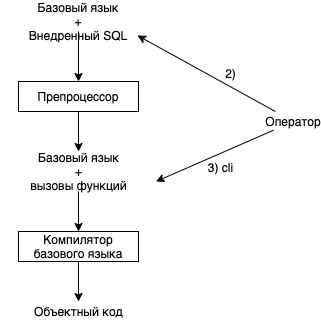 Базовый язык
+
Внедренный SQL
2)
Препроцессор
Оператор
Базовый язык
+
вызовы функций
3) cli
Компилятор
базового языка
Объектный код